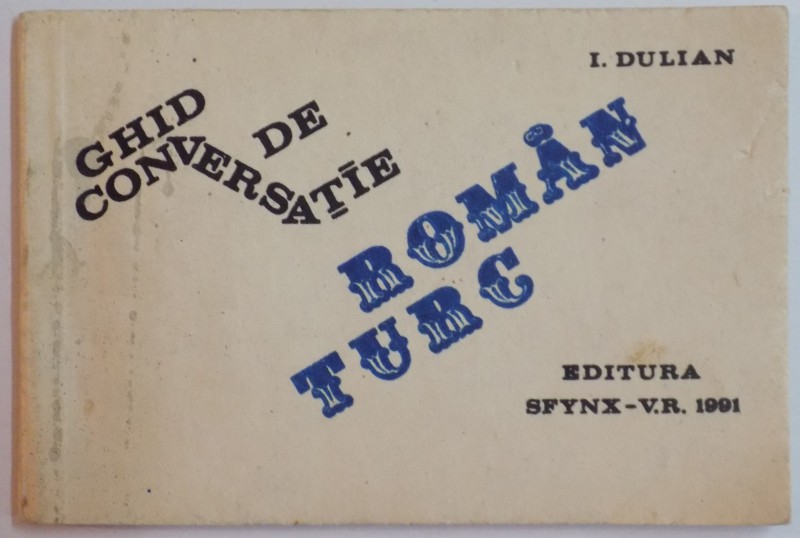 I. DULIAN
GHID DE
CONVERSAȚIE
ROMÂN
TURC
EDITURA
SFYNX-V.R. 1991